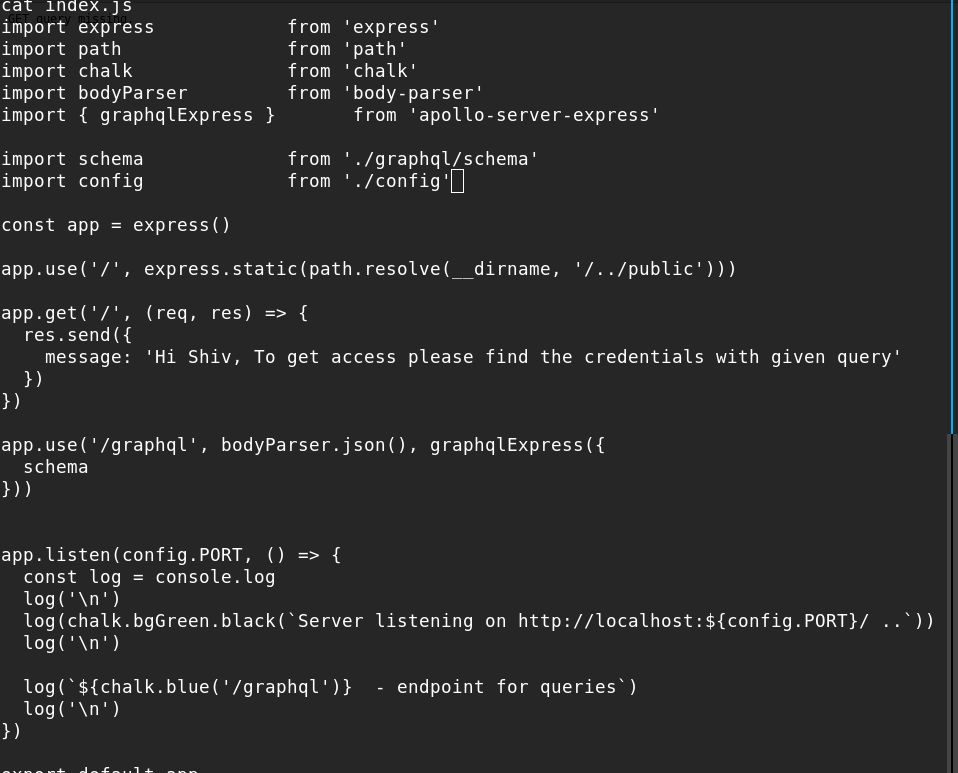 cat index.js
GET query missing
import express            from 'express'
import path               from 'path'
import chalk              from 'chalk'
import bodyParser         from 'body-parser'
import { graphqlExpress }       from 'apollo-server-express'
import schema             from './graphql/schema'
import config             from './config'
const app = express()
app.use('/', express.static(path.resolve(__dirname, '/../public')))
app.get('/', (req, res) => {
  res.send({
    message: 'Hi Shiv, To get access please find the credentials with given query'
  })
})
app.use('/graphql', bodyParser.json(), graphqlExpress({
  schema
}))
app.listen(config.PORT, () => {
  const log = console.log
  log('\n')
  log(chalk.bgGreen.black(`Server listening on http://localhost:${config.PORT}/ ..`))
  log('\n')
  log(`${chalk.blue('/graphql')}  - endpoint for queries`)
  log('\n')
})
export default app